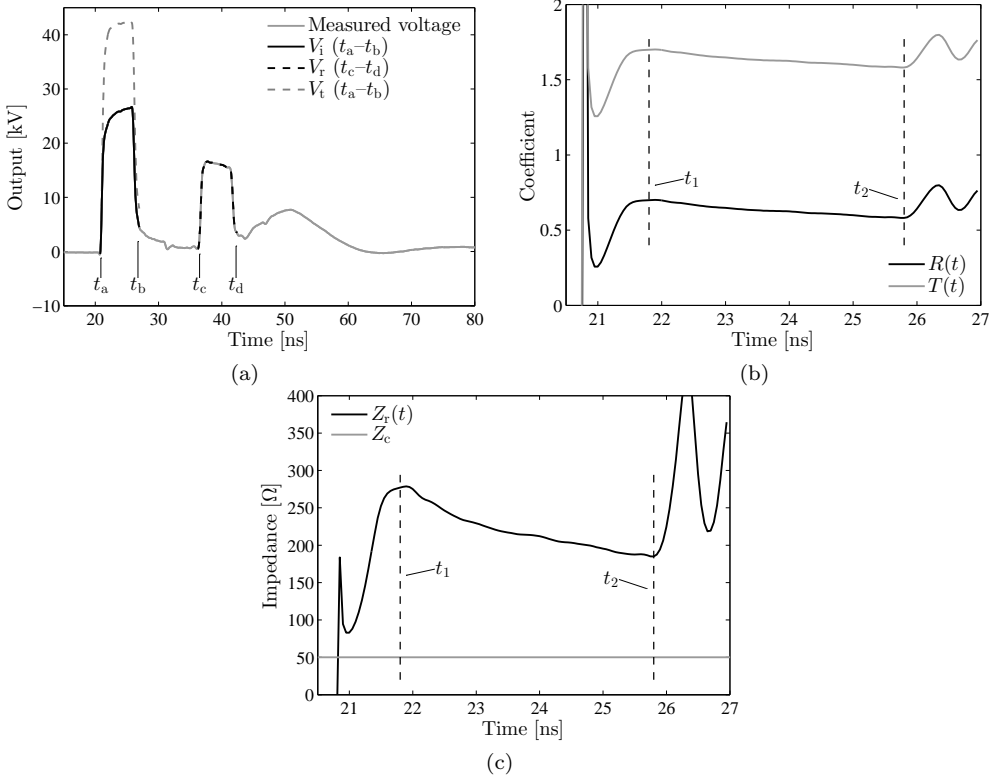 Output [kV]
40
30
20
10
0
−10
Measured voltage
Vi (ta–tb)
Vr (tc–td)
Vt (ta–tb)
ta
tb
tc
td
20 30 40 50 60 70 80
Time [ns]
(a)
Coefficient
2
1.5
1
0.5
0
t1
t2
R(t)
T(t)
21 22 23 24 25 26 27
Time [ns]
(b)
Impedance [Ω]
400
350
300
250
200
150
100
50
0
Zr(t)
Zc
t1
t2
21 22 23 24 25 26 27
Time [ns]
(c)